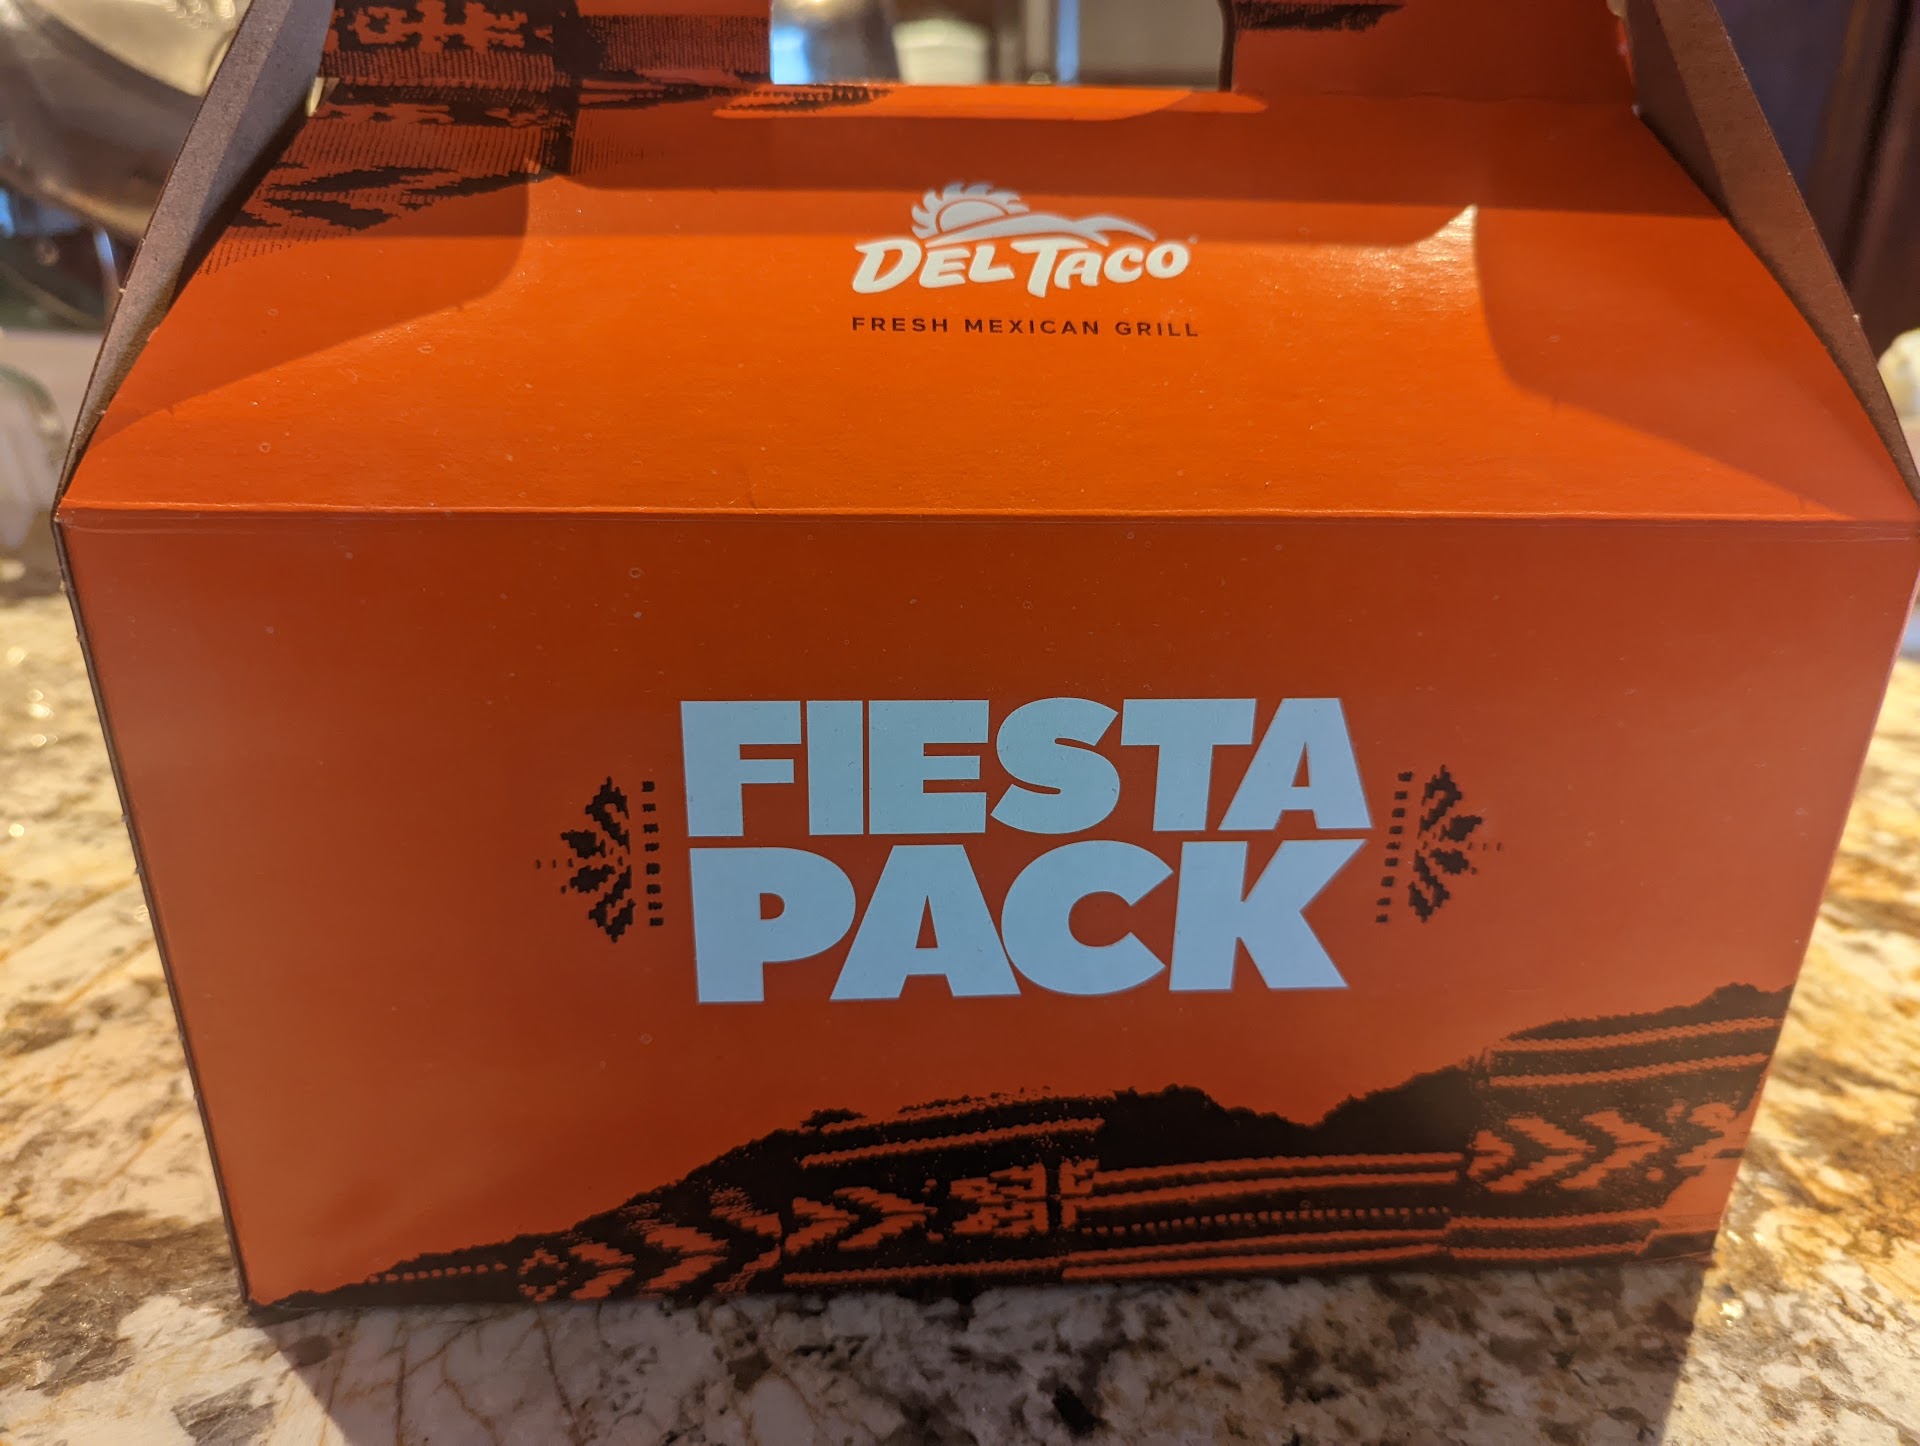 DEL TACO
FRESH MEXICAN GRILL
FIESTA
PACK